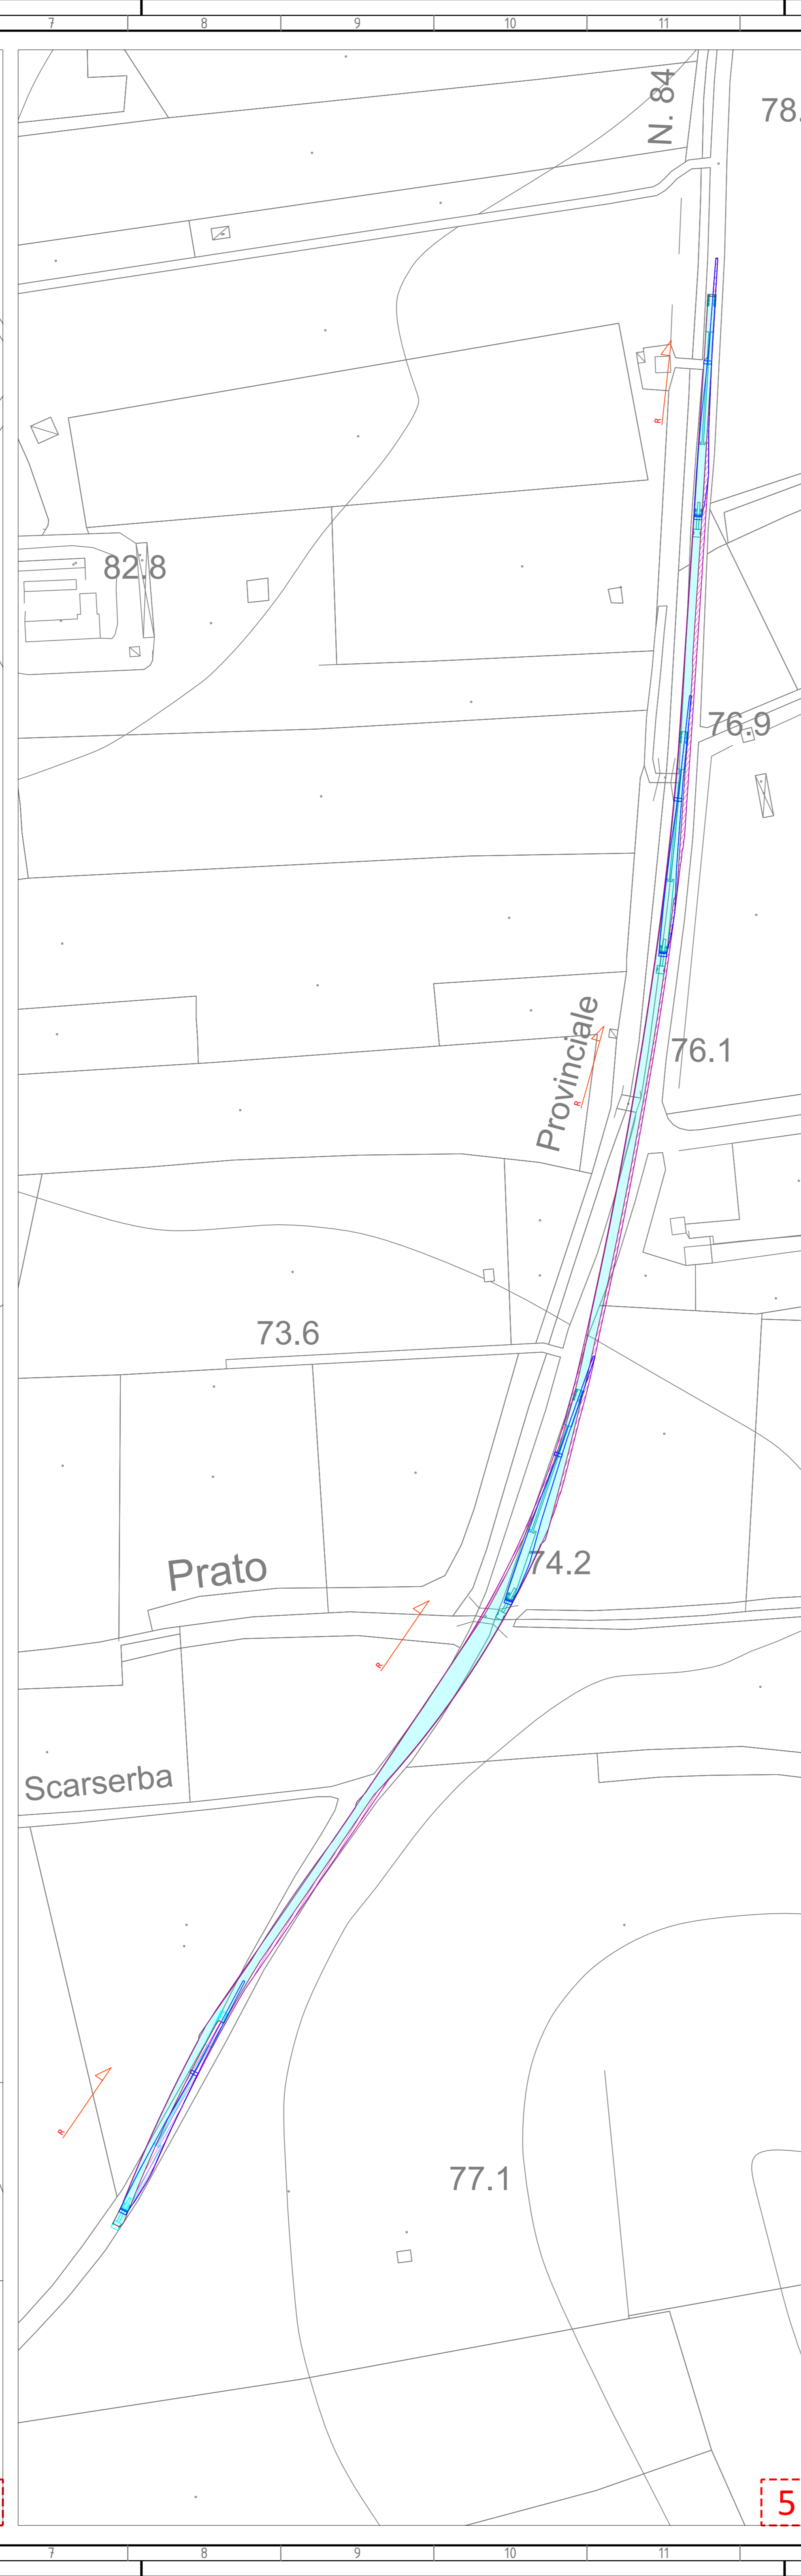 7 8 9 10 11
N. 84
78.
R
82.8
76.9
Provinciale
76.1
R
73.6
Prato
74.2
R
Scarserba
R
77.1
5
7 8 9 10 11